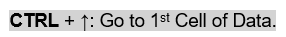 CTRL + ↑: Go to 1st Cell of Data.